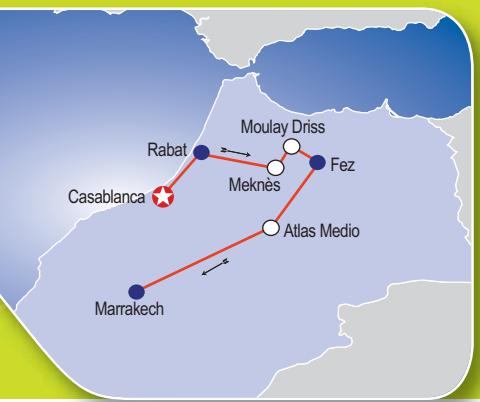 Moulay Driss
Rabat
Fez
Meknès
Casablanca
Atlas Medio
Marrakech